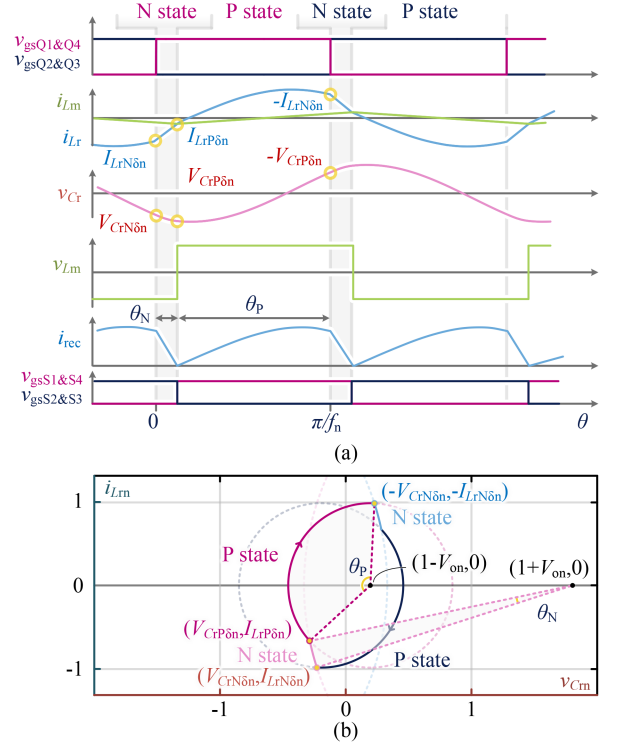 N state P state N state P state
vgsQ1&Q4
vgsQ2&Q3
θ
iLm
iLr
-ILrNδn
ILrNδn
ILrPδn
VCrPδn
-VCrPδn
vCr
VCrNδn
vLm
θN
θP
irec
vgsS1&S4
vgsS2&S3
0
π/fn
θ
(a)
iLrn
1
(-VCrNδn,-ILrNδn)
N state
P state
θP
(1-Von,0)
(1+Von,0)
0
θN
(VCrPδn,ILrPδn)
N state
P state
-1
(VCrNδn,ILrNδn)
vCrn
-1 0 1
(b)